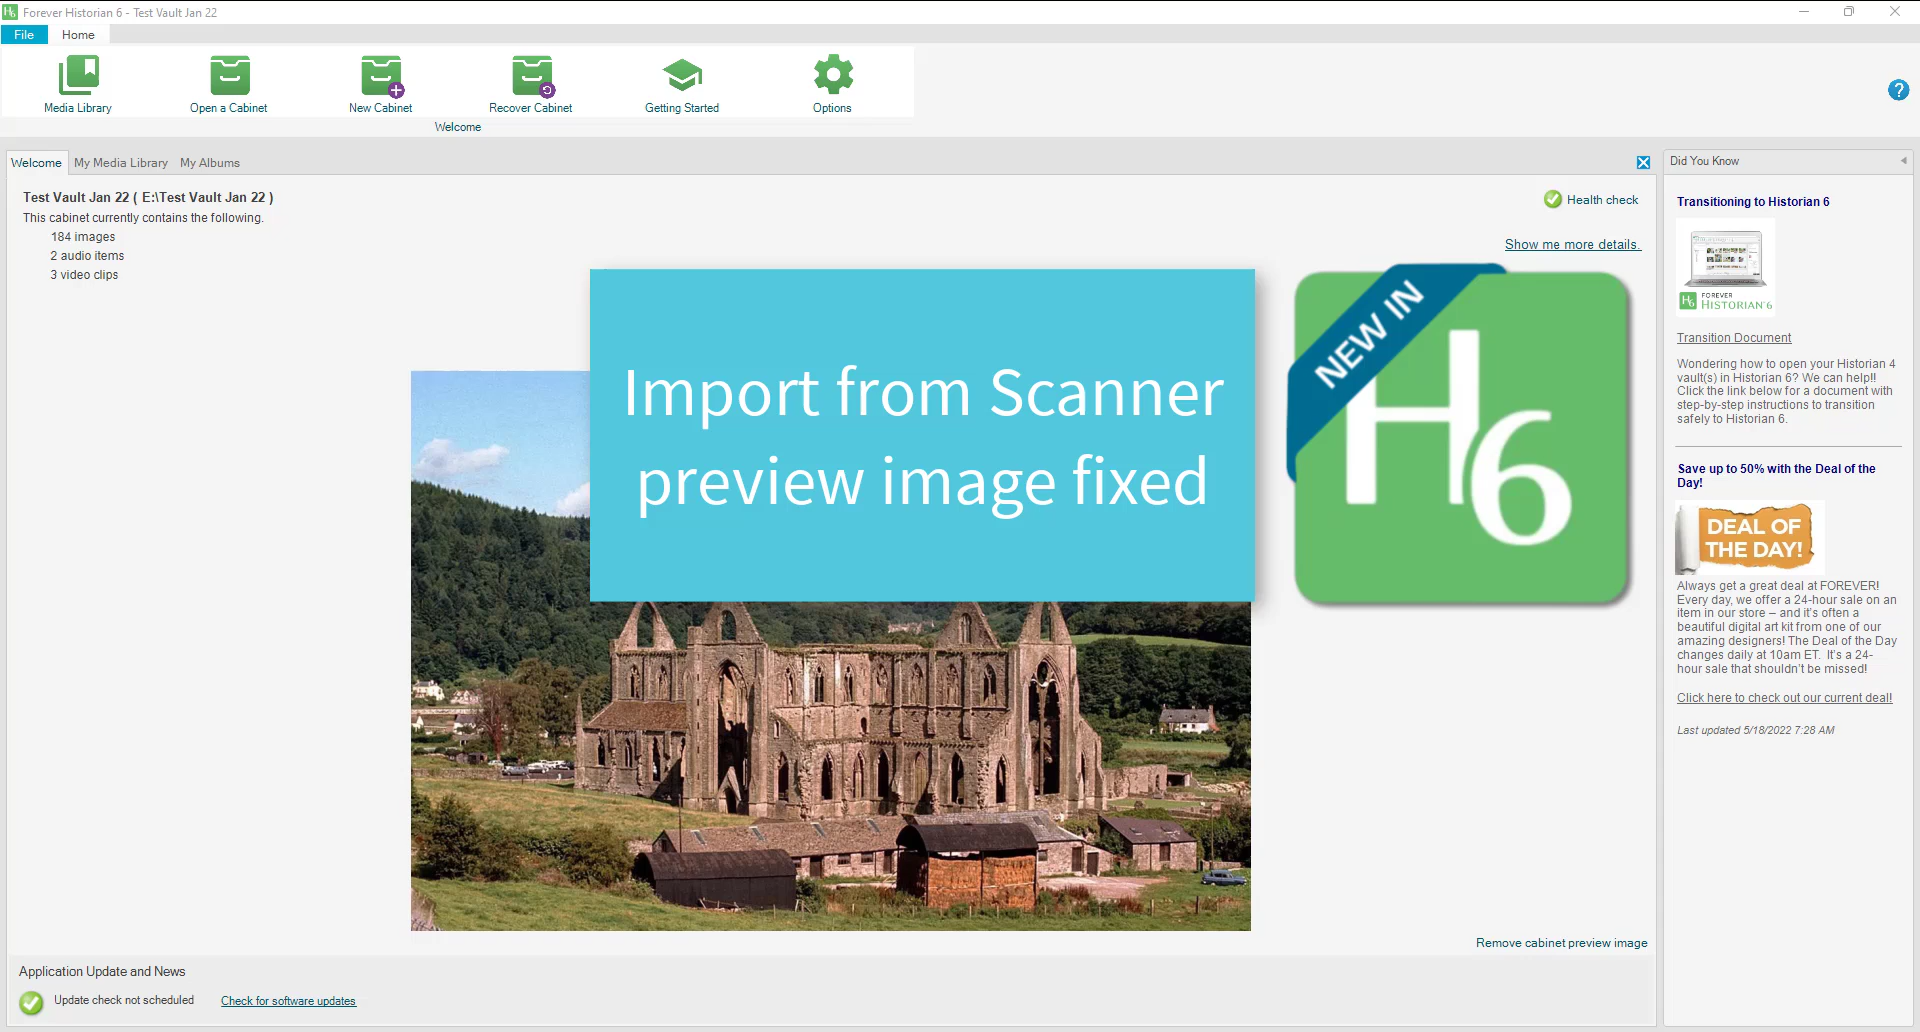 Forever Historian 6 - Test Vault Jan 22
File
Home
Media Library
Open a Cabinet
New Cabinet
Recover Cabinet
Getting Started
Options
Welcome
Welcome
My Media Library
My Albums
Test Vault Jan 22 ( E:\Test Vault Jan 22 )
This cabinet currently contains the following.
184 images
2 audio items
3 video clips
Health check
Show me more details.
Import from Scanner
preview image fixed
NEW IN
H6
Remove cabinet preview image
Application Update and News
Update check not scheduled
Check for software updates
Did You Know
Transitioning to Historian 6
H6 FOREVER
HISTORIAN 6
Transition Document
Wondering how to open your Historian 4
vault(s) in Historian 6? We can help!!
Click the link below for a document with
step-by-step instructions to transition
safely to Historian 6.
Save up to 50% with the Deal of the
Day!
DEAL OF
THE DAY!
Always get a great deal at FOREVER!
Every day, we offer a 24-hour sale on an
item in our store – and it's often a
beautiful digital art kit from one of our
amazing designers! The Deal of the Day
changes daily at 10am ET. It's a 24-
hour sale that shouldn't be missed!
Click here to check out our current deal!
Last updated 5/18/2022 7:28 AM